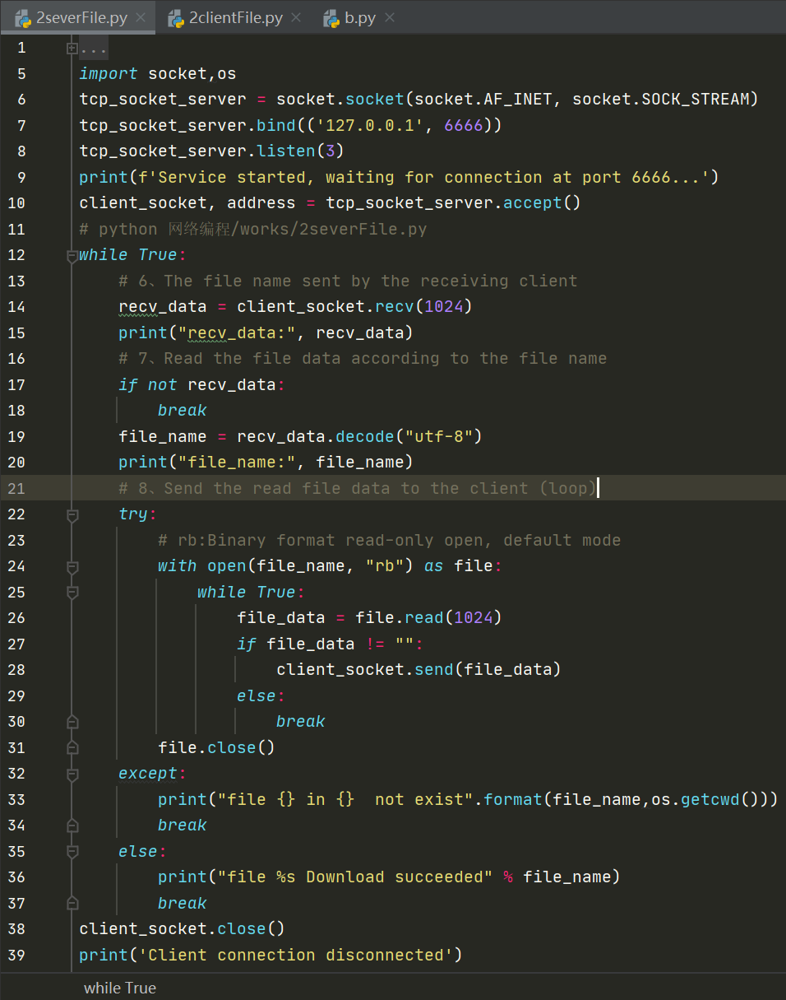 2severFile.py 2clientFile.py b.py
1 ...
5 import socket,os
6 tcp_socket_server = socket.socket(socket.AF_INET, socket.SOCK_STREAM)
7 tcp_socket_server.bind(('127.0.0.1', 6666))
8 tcp_socket_server.listen(3)
9 print(f'Service started, waiting for connection at port 6666...')
10 client_socket, address = tcp_socket_server.accept()
11 # python 网络编程/works/2severFile.py
12 while True:
13 # 6、The file name sent by the receiving client
14 recv_data = client_socket.recv(1024)
15 print("recv_data:", recv_data)
16 # 7、Read the file data according to the file name
17 if not recv_data:
18 break
19 file_name = recv_data.decode("utf-8")
20 print("file_name:", file_name)
21 # 8、Send the read file data to the client (loop)
22 try:
23 # rb:Binary format read-only open, default mode
24 with open(file_name, "rb") as file:
25 while True:
26 file_data = file.read(1024)
27 if file_data != "":
28 client_socket.send(file_data)
29 else:
30 break
31 file.close()
32 except:
33 print("file {} in {}  not exist".format(file_name,os.getcwd()))
34 break
35 else:
36 print("file %s Download succeeded" % file_name)
37 break
38 client_socket.close()
39 print('Client connection disconnected')
while True